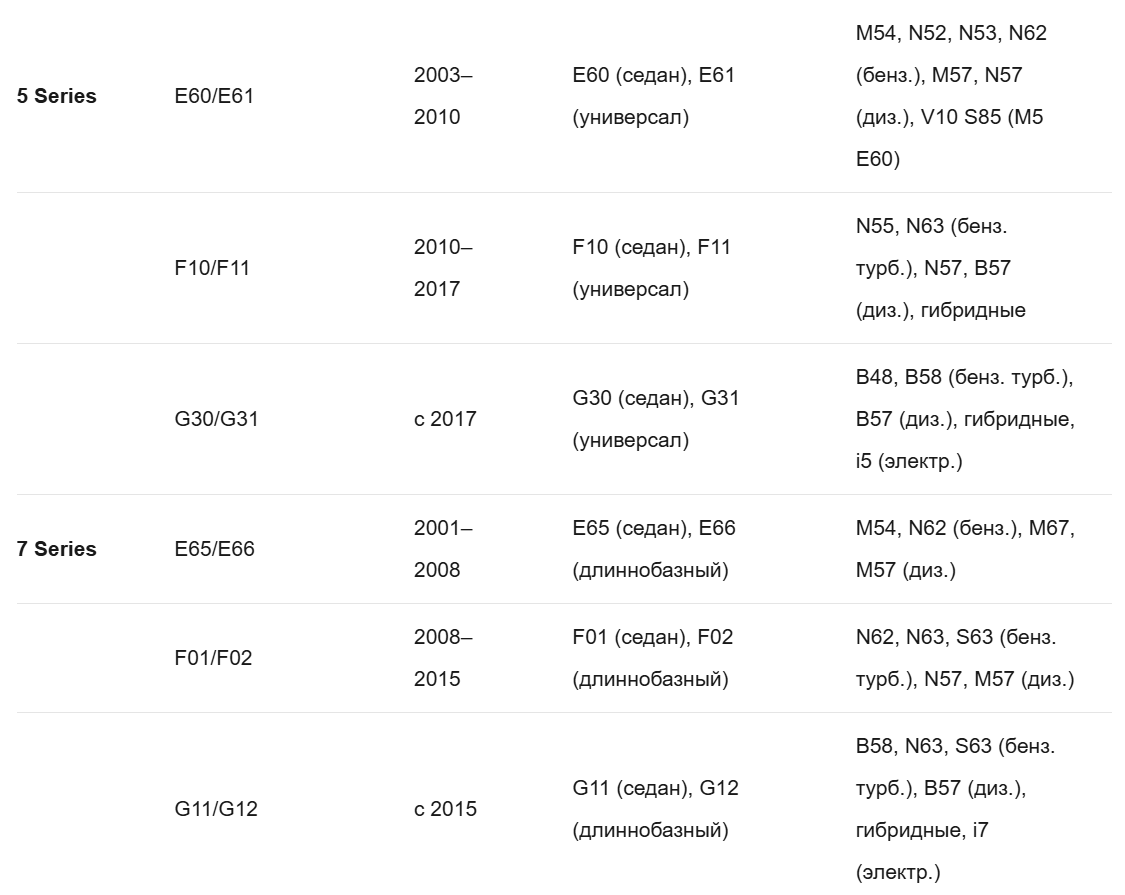 5 Series
E60/E61
2003–
2010
E60 (седан), E61
(универсал)
M54, N52, N53, N62
(бенз.), M57, N57
(диз.), V10 S85 (M5
E60)
F10/F11
2010–
2017
F10 (седан), F11
(универсал)
N55, N63 (бенз.
турб.), N57, B57
(диз.), гибридные
G30/G31
с 2017
G30 (седан), G31
(универсал)
B48, B58 (бенз. турб.),
B57 (диз.), гибридные,
i5 (электр.)
7 Series
E65/E66
2001–
2008
E65 (седан), E66
(длиннобазный)
M54, N62 (бенз.), M67,
M57 (диз.)
F01/F02
2008–
2015
F01 (седан), F02
(длиннобазный)
N62, N63, S63 (бенз.
турб.), N57, M57 (диз.)
G11/G12
с 2015
G11 (седан), G12
(длиннобазный)
B58, N63, S63 (бенз.
турб.), B57 (диз.),
гибридные, i7
(электр.)